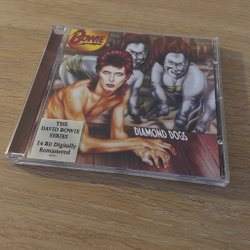 BOWIE
DIAMOND DOGS
THE
DAVID BOWIE
SERIES
24 Bit Digitally
Remastered